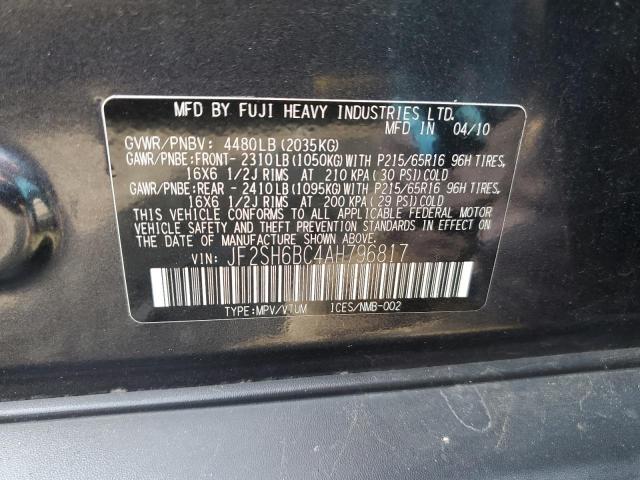 MFD BY FUJI HEAVY INDUSTRIES LTD.
MFD IN 04/10
GVWR/PNBV: 4480LB(2035KG)
GAWR/PNBE:FRONT- 2310LB(1050KG)WITH P215/65R16 96H TIRES,
16X6 1/2J RIMS AT 210 KPA(30 PSI)COLD
GAWR/PNBE:REAR - 2410LB(1095KG)WITH P215/65R16 96H TIRES,
16X6 1/2J RIMS AT 200 KPA(29 PSI)COLD
THIS VEHICLE CONFORMS TO ALL APPLICABLE FEDERAL MOTOR
VEHICLE SAFETY AND THEFT PREVENTION STANDARDS IN EFFECT ON
THE DATE OF MANUFACTURE SHOWN ABOVE.
VIN: JF2SH6BC4AH796817
TYPE:MPV/VTUM ICES/NMB-002